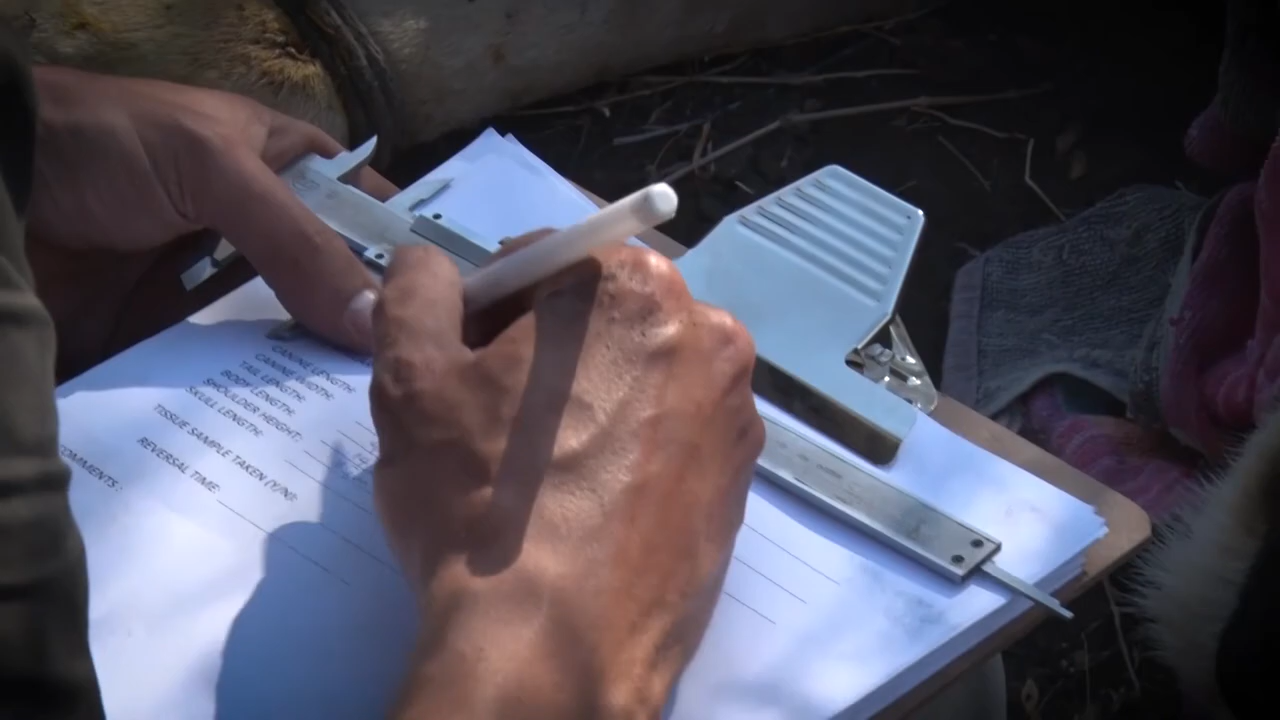 CANINE LENGTH:
CANINE WIDTH:
TAIL LENGTH:
BODY LENGTH:
SHOULDER HEIGHT:
SKULL LENGTH:
TISSUE SAMPLE TAKEN (Y/N):
REVERSAL TIME:
COMMENTS :